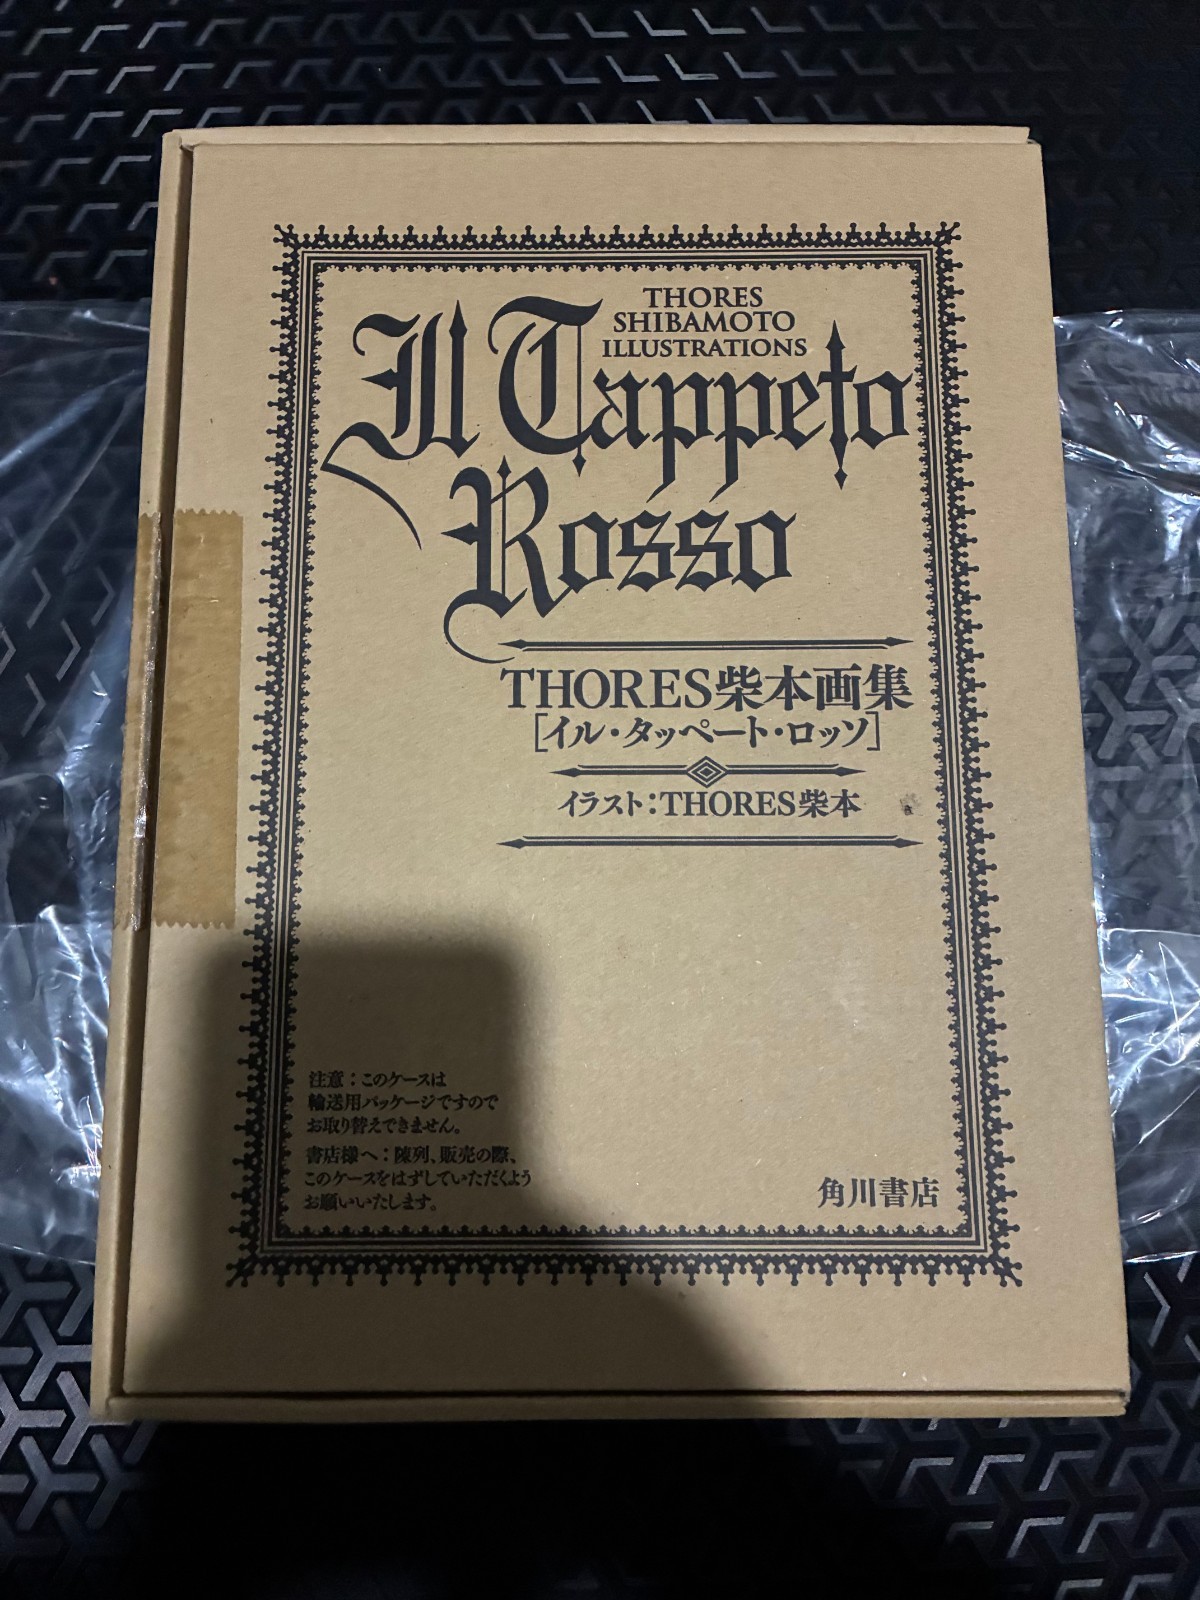 THORES
SHIBAMOTO
ILLUSTRATIONS
Il Tappeto
Rosso
THORES柴本画集
[イル・タッペート・ロッソ]
イラスト：THORES柴本
注意：このケースは
輸送用パッケージですので
お取り替えできません。
書店様へ：陳列、販売の際、
このケースをはずしていただくよう
お願いいたします。
角川書店